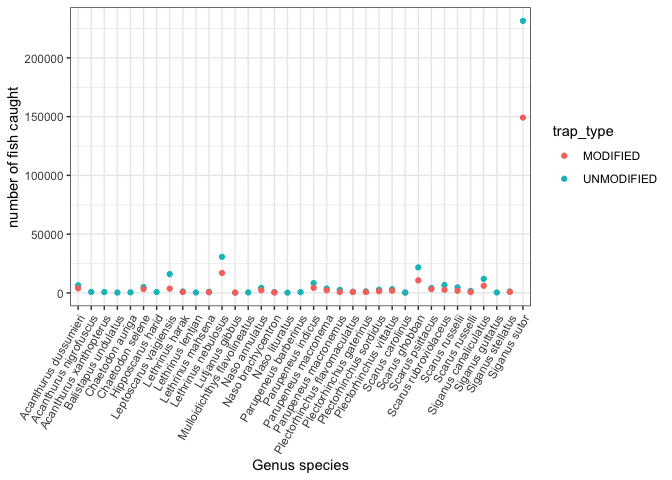 200000
150000
100000
50000
0
number of fish caught
Acanthurus dussumieri
Acanthurus nigrofuscus
Acanthurus xanthopterus
Balistapus undulatus
Chaetodon auriga
Chaetodon selene
Hipposcarus harid
Leptoscarus vaigiensis
Lethrinus harak
Lethrinus lentjan
Lethrinus mahsena
Lethrinus nebulosus
Lutjanus gibbus
Mulloidichthys flavolineatus
Naso annulatus
Naso brachycentron
Naso lituratus
Parupeneus barberinus
Parupeneus indicus
Parupeneus macronema
Parupeneus macronemus
Plectorhinchus flavomaculatus
Plectorhinchus gaterinus
Plectorhinchus sordidus
Plectorhinchus vittatus
Scarus carolinus
Scarus ghobban
Scarus psittacus
Scarus rubroviolaceus
Scarus russelii
Scarus russelli
Siganus canaliculatus
Siganus guttatus
Siganus stellatus
Siganus sutor
Genus species
trap_type
MODIFIED
UNMODIFIED